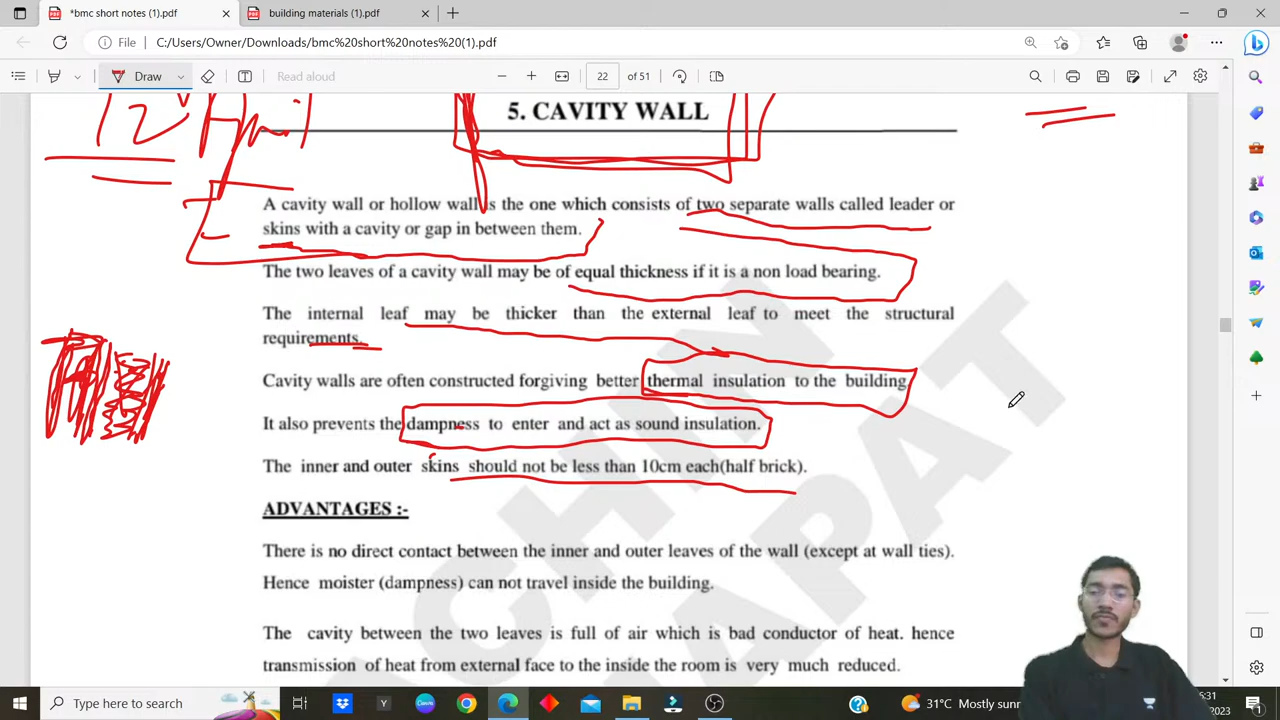 *bmc short notes (1).pdf
building materials (1).pdf
File
C:/Users/Owner/Downloads/bmc%20short%20notes%20(1).pdf
Draw
Read aloud
22
of 51
12
5. CAVITY WALL
A cavity wall or hollow wall is the one which consists of two separate walls called leader or
skins with a cavity or gap in between them.
The two leaves of a cavity wall may be of equal thickness if it is a non load bearing.
The internal leaf may be thicker than the external leaf to meet the structural
requirements.
Cavity walls are often constructed forgiving better thermal insulation to the building.
It also prevents the dampness to enter and act as sound insulation.
The inner and outer skins should not be less than 10cm each(half brick).
ADVANTAGES :-
There is no direct contact between the inner and outer leaves of the wall (except at wall ties).
Hence moister (dampness) can not travel inside the building.
The cavity between the two leaves is full of air which is bad conductor of heat. hence
transmission of heat from external face to the inside the room is very much reduced.
Type here to search
31°C Mostly sunn